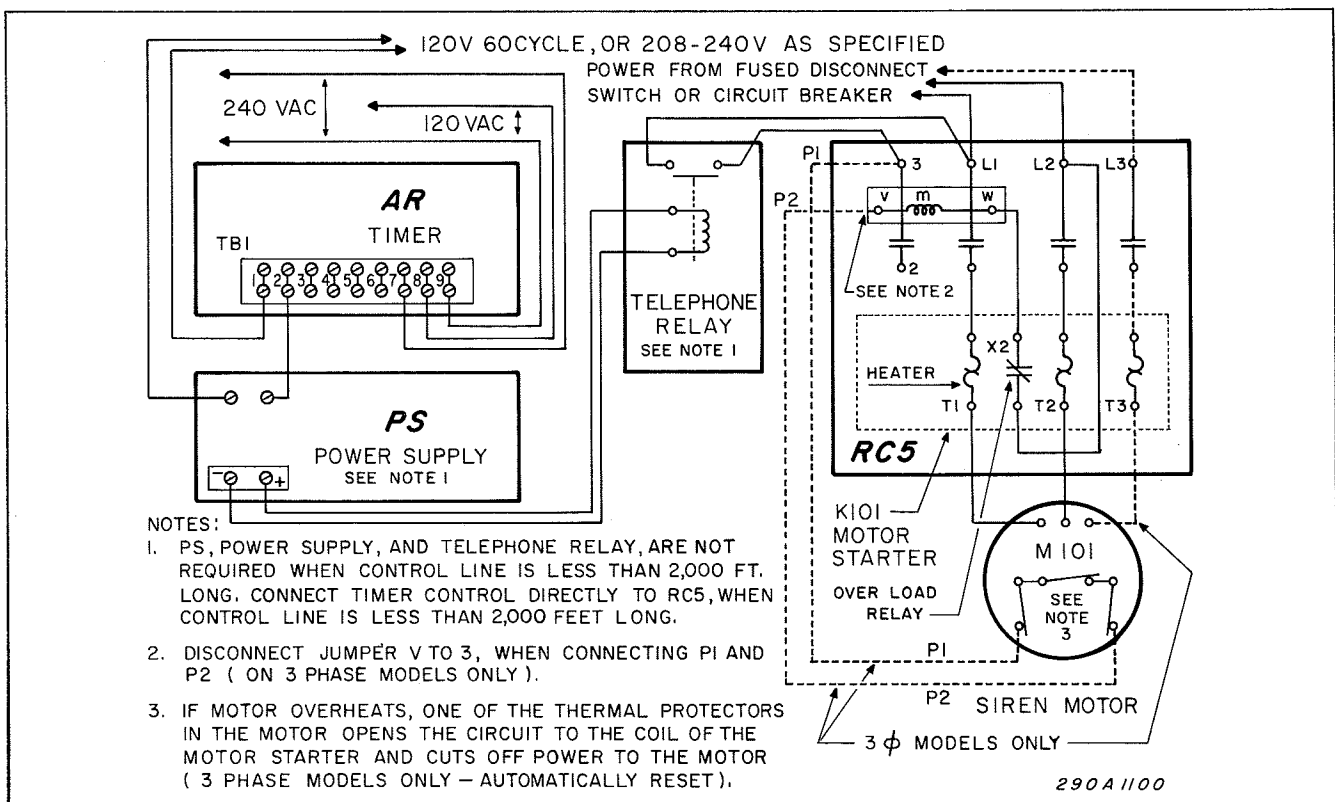 120V 60CYCLE, OR 208-240V AS SPECIFIED
POWER FROM FUSED DISCONNECT
SWITCH OR CIRCUIT BREAKER
240 VAC
120VAC
AR
TIMER
TB1
1 2 3 4 5 6 7 8 9
PS
POWER SUPPLY
SEE NOTE 1
- +
TELEPHONE
RELAY
SEE NOTE 1
P1
3
L1
L2
L3
P2
V
m
W
2
SEE NOTE 2
X2
HEATER
T1
T2
T3
RC5
K101
MOTOR
STARTER
OVER LOAD
RELAY
M 101
SEE
NOTE
3
P1
P2
SIREN MOTOR
3 ϕ MODELS ONLY
NOTES:
1. PS, POWER SUPPLY, AND TELEPHONE RELAY, ARE NOT
REQUIRED WHEN CONTROL LINE IS LESS THAN 2,000 FT.
LONG. CONNECT TIMER CONTROL DIRECTLY TO RC5, WHEN
CONTROL LINE IS LESS THAN 2,000 FEET LONG.
2. DISCONNECT JUMPER V TO 3, WHEN CONNECTING P1 AND
P2 ( ON 3 PHASE MODELS ONLY ).
3. IF MOTOR OVERHEATS, ONE OF THE THERMAL PROTECTORS
IN THE MOTOR OPENS THE CIRCUIT TO THE COIL OF THE
MOTOR STARTER AND CUTS OFF POWER TO THE MOTOR
( 3 PHASE MODELS ONLY – AUTOMATICALLY RESET ).
290A1100